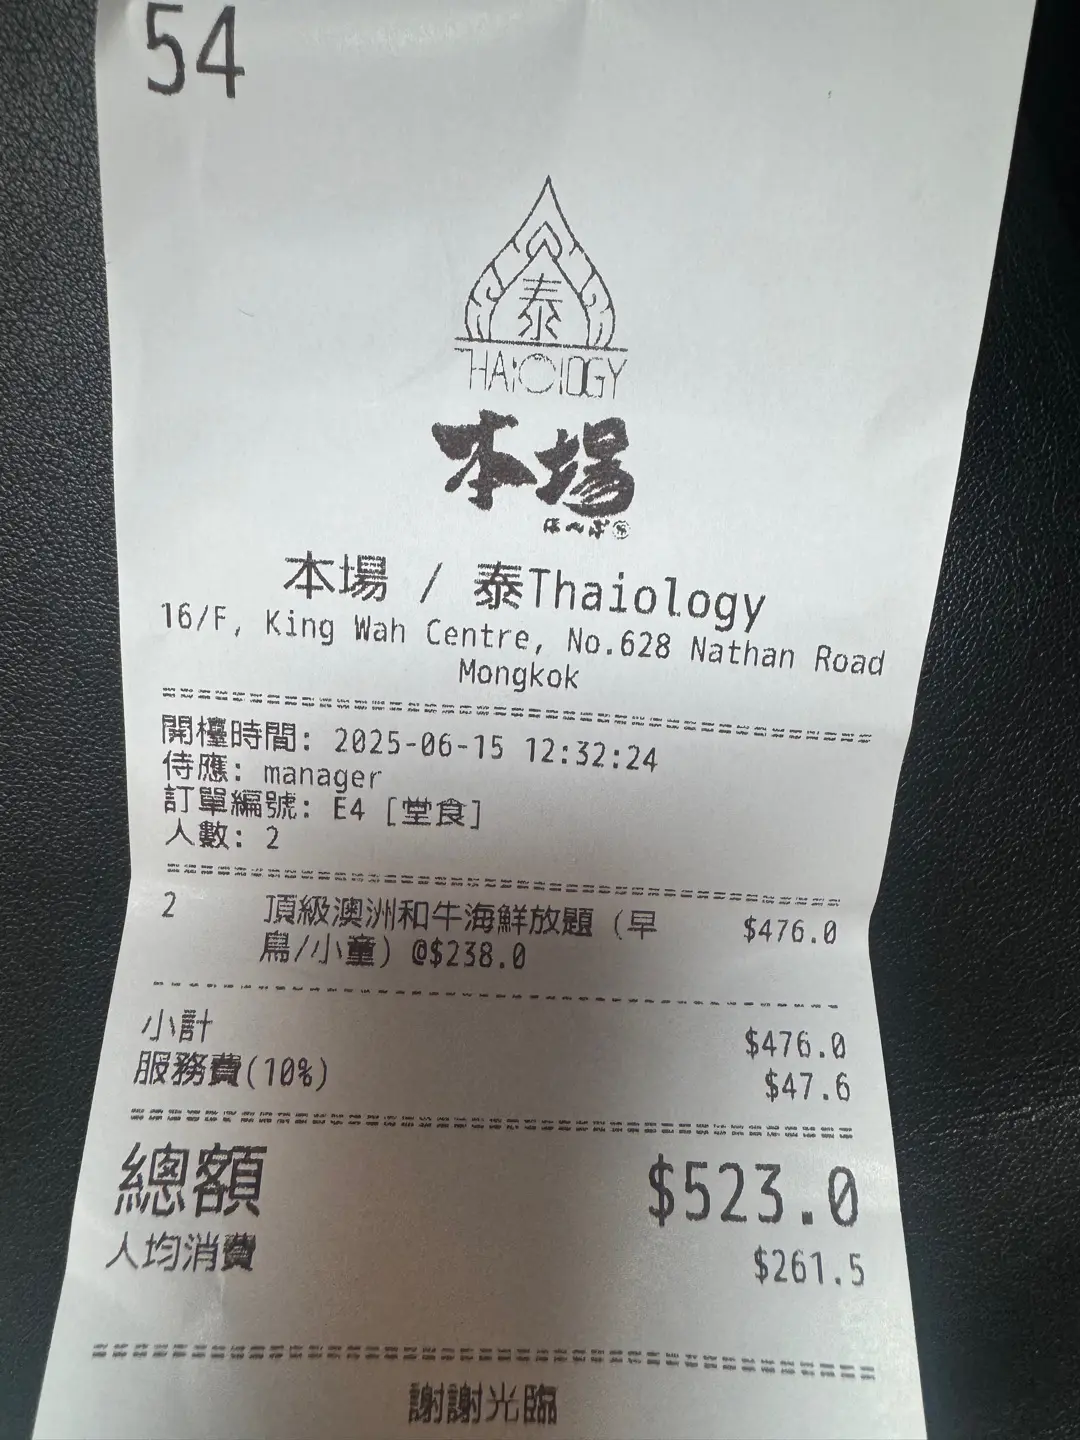 54
泰
THAIOLOGY
本場
ほんば
本場 / 泰Thaiology
16/F, King Wah Centre, No.628 Nathan Road
Mongkok
開檯時間: 2025-06-15 12:32:24
侍應: manager
訂單編號: E4 [堂食]
人數: 2
2 頂級澳洲和牛海鮮放題 (早 $476.0
鳥/小童) @$238.0
小計 $476.0
服務費(10%) $47.6
總額 $523.0
人均消費 $261.5
謝謝光臨